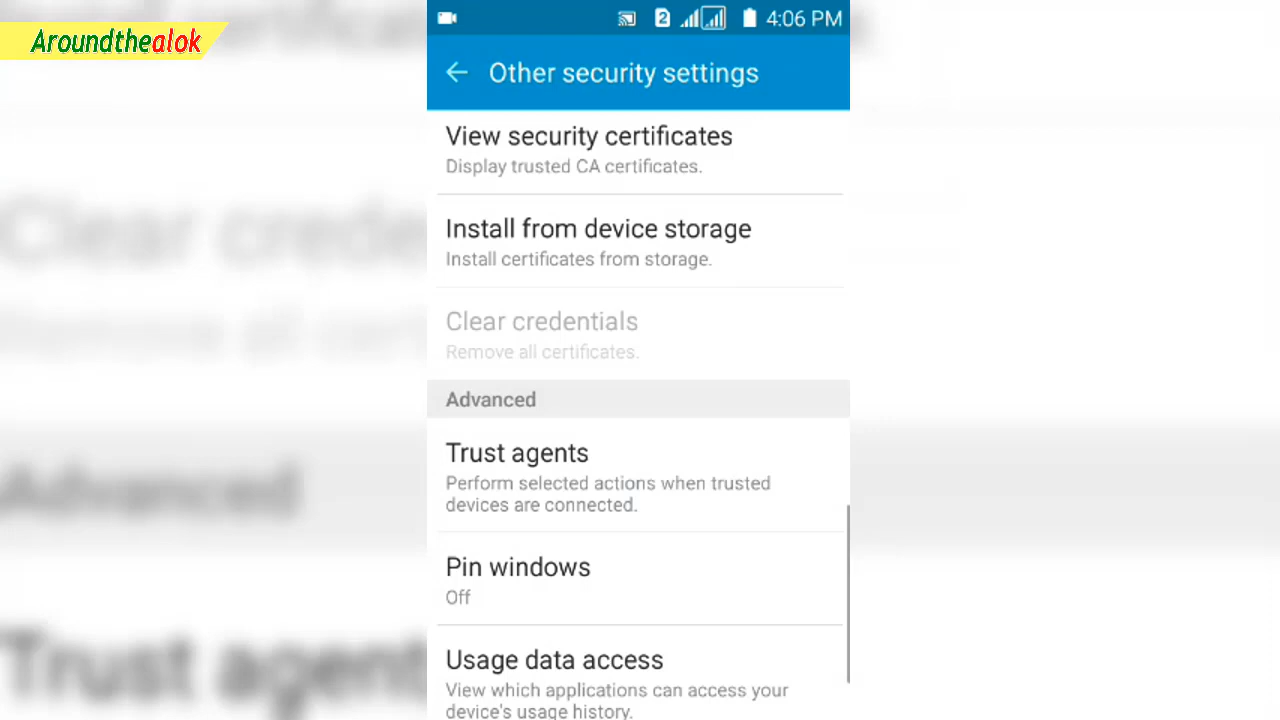 Aroundthealok
2
4:06 PM
Other security settings
View security certificates
Display trusted CA certificates.
Install from device storage
Install certificates from storage.
Clear credentials
Remove all certificates.
Advanced
Trust agents
Perform selected actions when trusted
devices are connected.
Pin windows
Off
Usage data access
View which applications can access your
device's usage history.